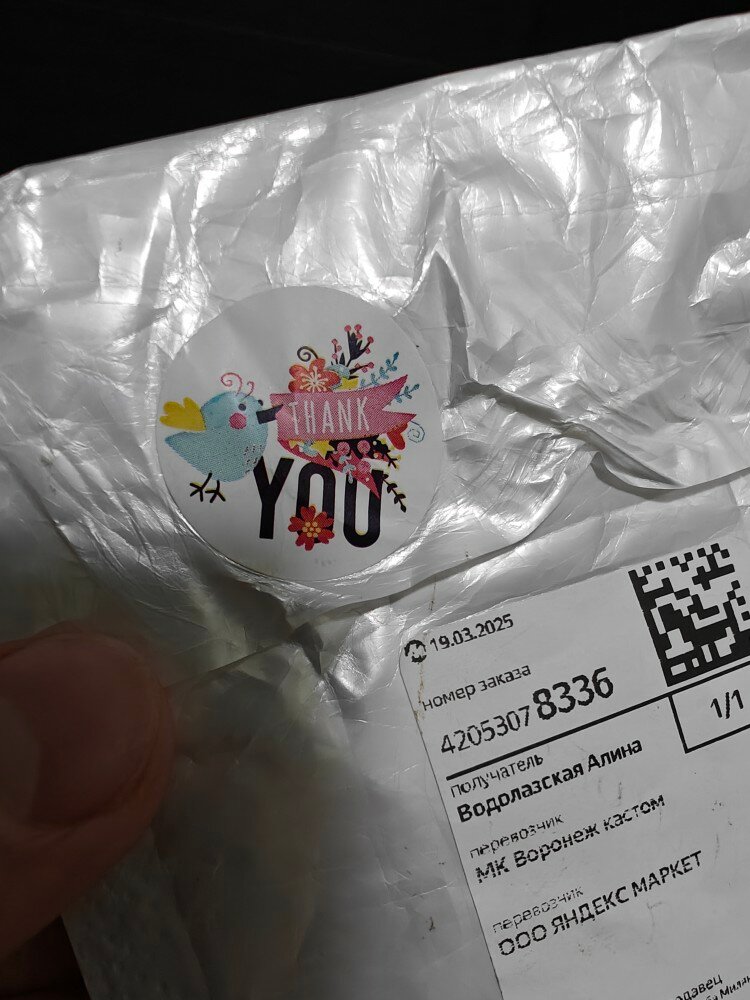 THANK
YOU
19.03.2025
номер заказа
420530788336
1/1
получатель
Водолазская Алина
перевозчик
МК Воронеж кастом
перевозчик
ООО ЯНДЕКС МАРКЕТ